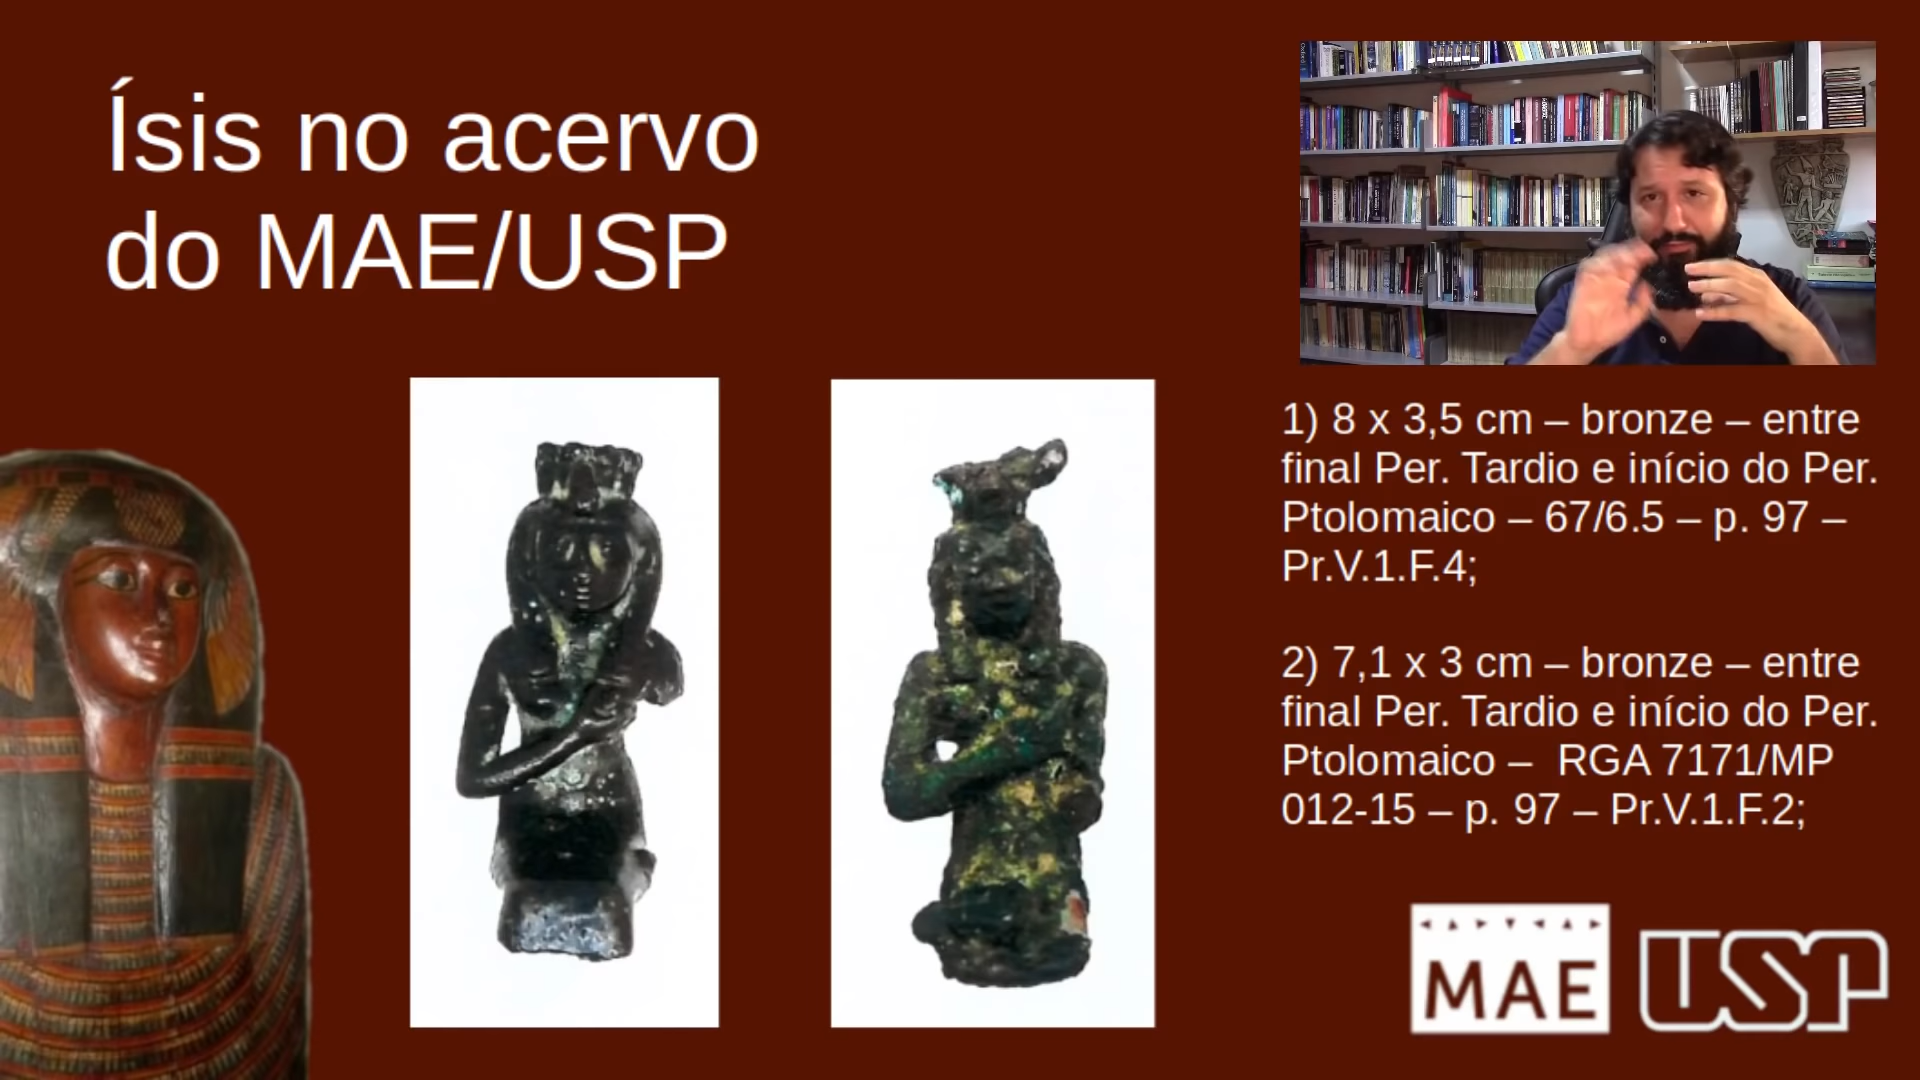 Ísis no acervo
do MAE/USP
1) 8 x 3,5 cm – bronze – entre
final Per. Tardio e início do Per.
Ptolomaico – 67/6.5 – p. 97 –
Pr.V.1.F.4;
2) 7,1 x 3 cm – bronze – entre
final Per. Tardio e início do Per.
Ptolomaico –  RGA 7171/MP
012-15 – p. 97 – Pr.V.1.F.2;
MAE
USP